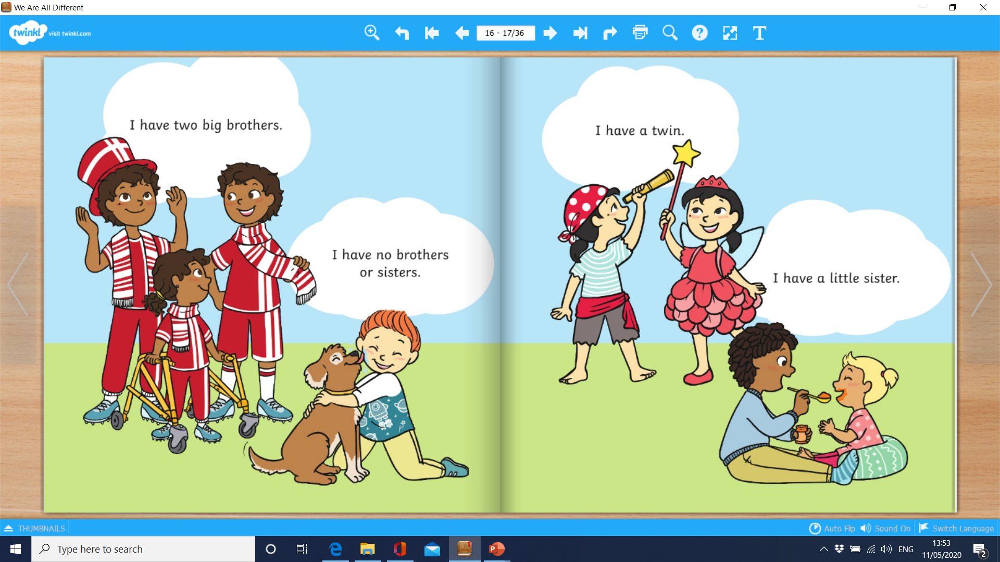 We Are All Different
twinkl visit twinkl.com
16 - 17/36
? T
I have two big brothers.
I have no brothers
or sisters.
I have a twin.
I have a little sister.
THUMBNAILS
Auto Flip Sound On Switch Language
Type here to search
P
ENG
13:53
11/05/2020
2